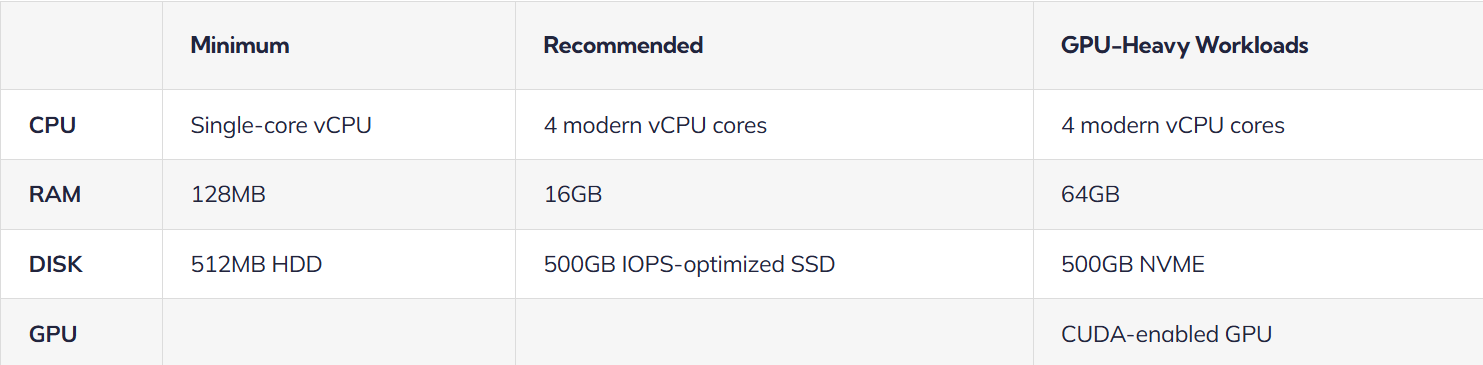 Minimum Recommended GPU-Heavy Workloads
CPU Single-core vCPU 4 modern vCPU cores 4 modern vCPU cores
RAM 128MB 16GB 64GB
DISK 512MB HDD 500GB IOPS-optimized SSD 500GB NVME
GPU CUDA-enabled GPU